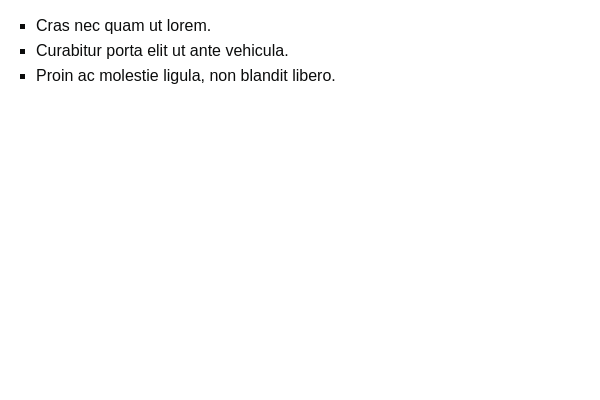 Cras nec quam ut lorem.
Curabitur porta elit ut ante vehicula.
Proin ac molestie ligula, non blandit libero.